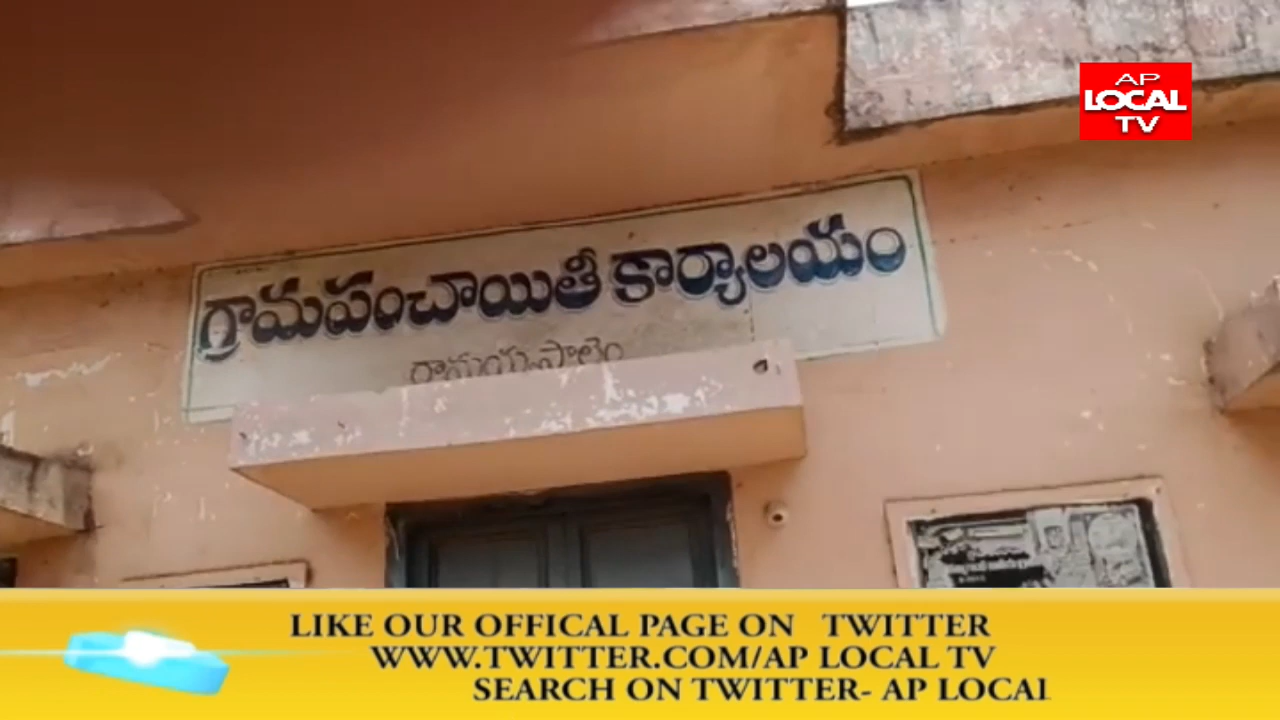 AP
LOCAL
TV
గ్రామపంచాయితీ కార్యాలయం
LIKE OUR OFFICAL PAGE ON TWITTER
WWW.TWITTER.COM/AP LOCAL TV
SEARCH ON TWITTER- AP LOCAL